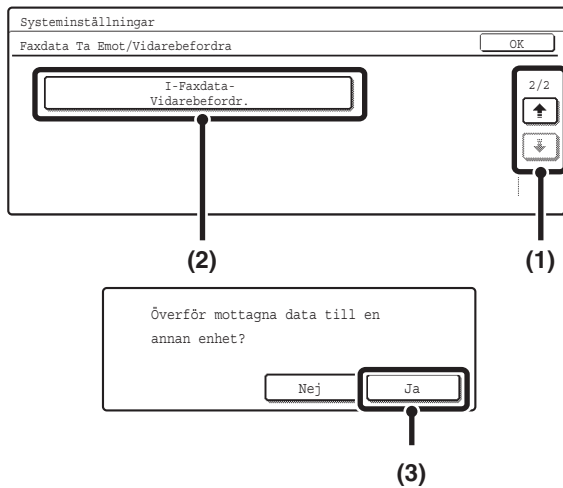 Systeminställningar
Faxdata Ta Emot/Vidarebefordra
OK
I-Faxdata-
Vidarebefordr.
2/2
(2)
(1)
Överför mottagna data till en
annan enhet?
Nej
Ja
(3)